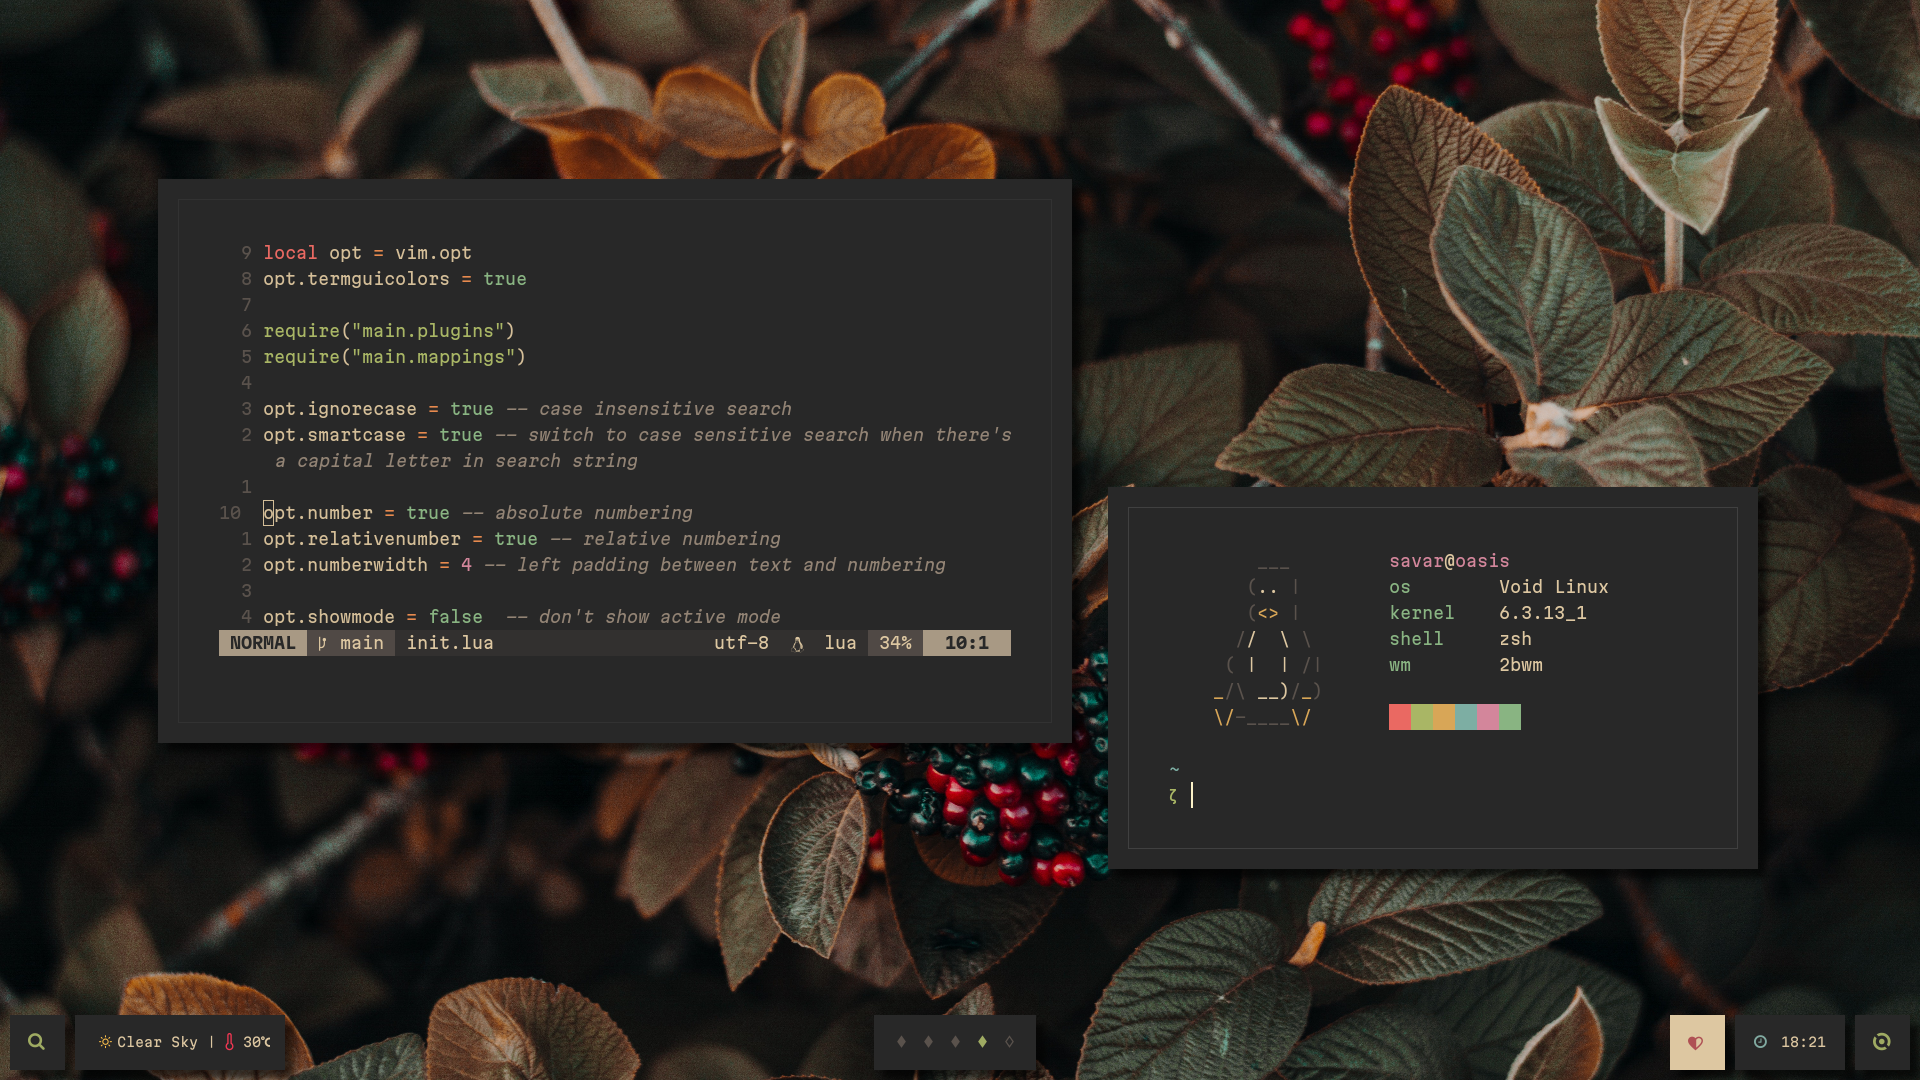 9 local opt = vim.opt
8 opt.termguicolors = true
7
6 require("main.plugins")
5 require("main.mappings")
4
3 opt.ignorecase = true -- case insensitive search
2 opt.smartcase = true -- switch to case sensitive search when there's
a capital letter in search string
1
10 opt.number = true -- absolute numbering
1 opt.relativenumber = true -- relative numbering
2 opt.numberwidth = 4 -- left padding between text and numbering
3
4 opt.showmode = false  -- don't show active mode
NORMAL main init.lua utf-8 lua 34% 10:1
     ___
    (.. |
    (<> |
   //  \ \
  ( |  | /|
 _/\ __)/_)
 \/-____\/
savar@oasis
os Void Linux
kernel 6.3.13_1
shell zsh
wm 2bwm
~
ζ
Clear Sky | 30℃
18:21